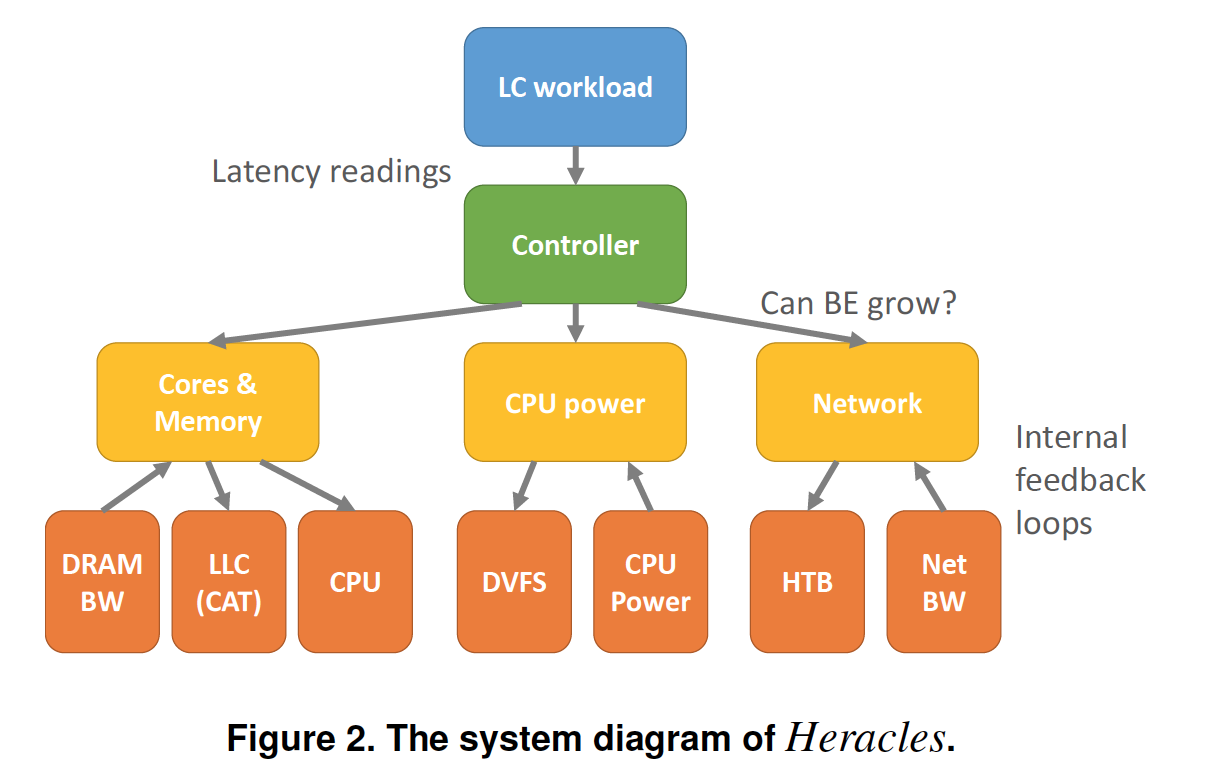 LC workload
Latency readings
Controller
Can BE grow?
Cores &
Memory
CPU power
Network
Internal
feedback
loops
DRAM
BW
LLC
(CAT)
CPU
DVFS
CPU
Power
HTB
Net
BW
Figure 2. The system diagram of Heracles.